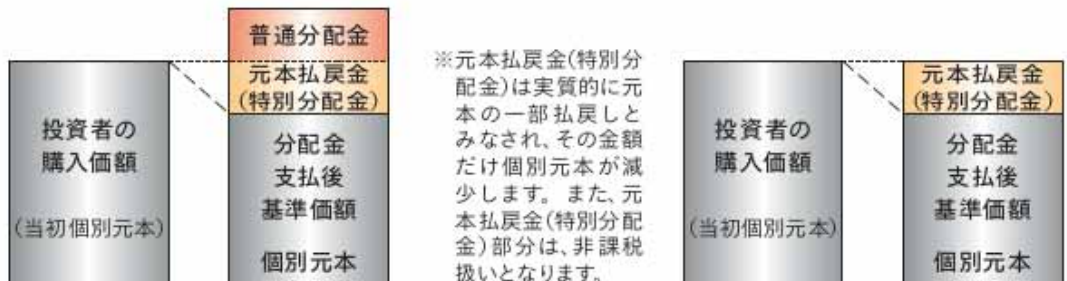 普通分配金
元本払戻金
(特別分配金)
投資者の
購入価額
(当初個別元本)
分配金
支払後
基準価額
個別元本
※元本払戻金(特別分
配金)は実質的に元
本の一部払戻しと
みなされ、その金額
だけ個別元本が減
少します。また、元
本払戻金(特別分配
金)部分は、非課税
扱いとなります。
投資者の
購入価額
(当初個別元本)
元本払戻金
(特別分配金)
分配金
支払後
基準価額
個別元本